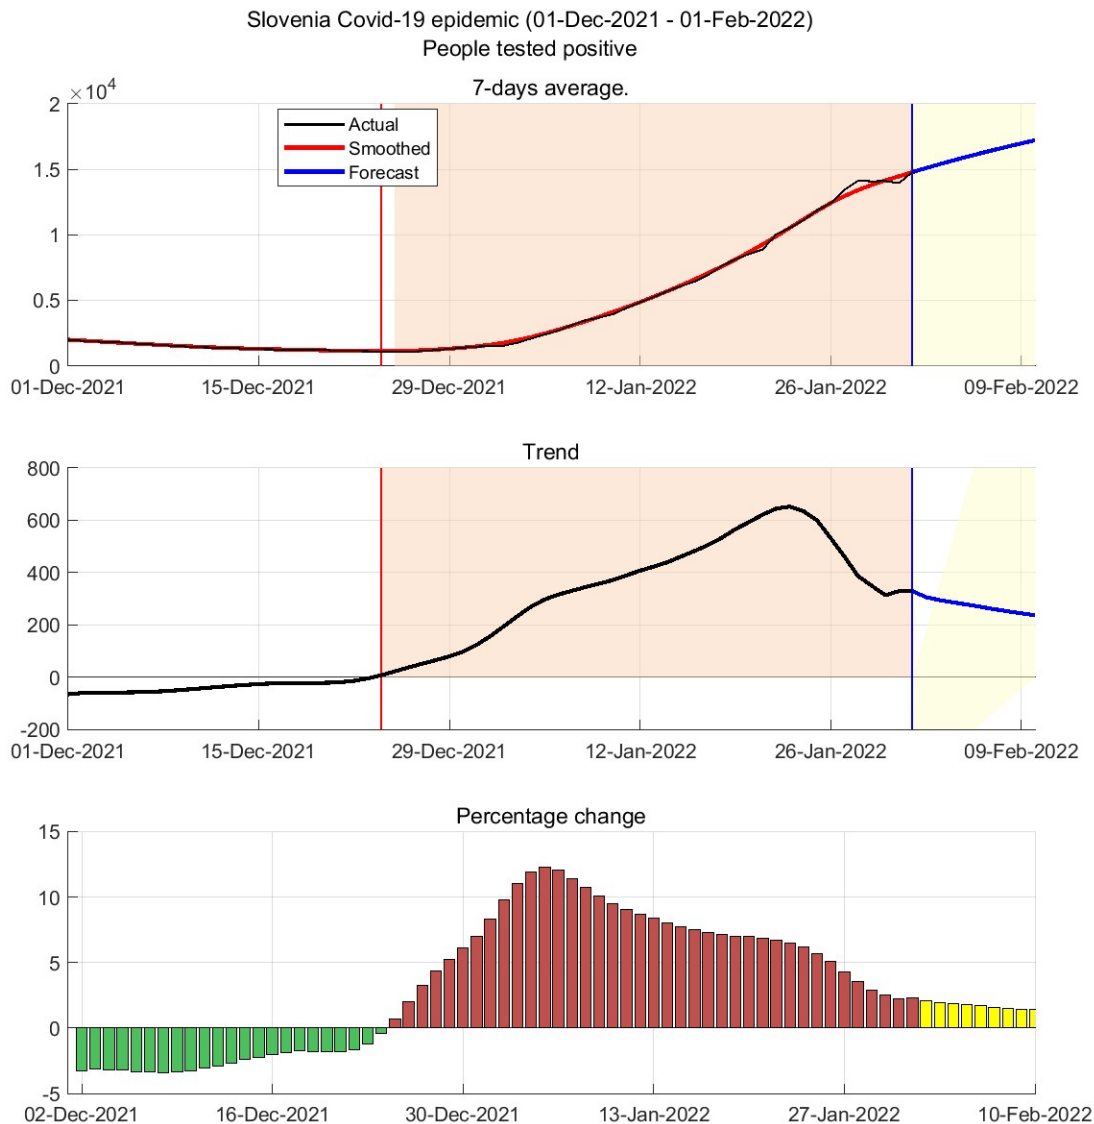 Slovenia Covid-19 epidemic (01-Dec-2021 - 01-Feb-2022)
People tested positive
7-days average.
×10⁴
2
1.5
1
0.5
0
Actual
Smoothed
Forecast
01-Dec-2021 15-Dec-2021 29-Dec-2021 12-Jan-2022 26-Jan-2022 09-Feb-2022
Trend
800
600
400
200
0
-200
01-Dec-2021 15-Dec-2021 29-Dec-2021 12-Jan-2022 26-Jan-2022 09-Feb-2022
Percentage change
15
10
5
0
-5
02-Dec-2021 16-Dec-2021 30-Dec-2021 13-Jan-2022 27-Jan-2022 10-Feb-2022